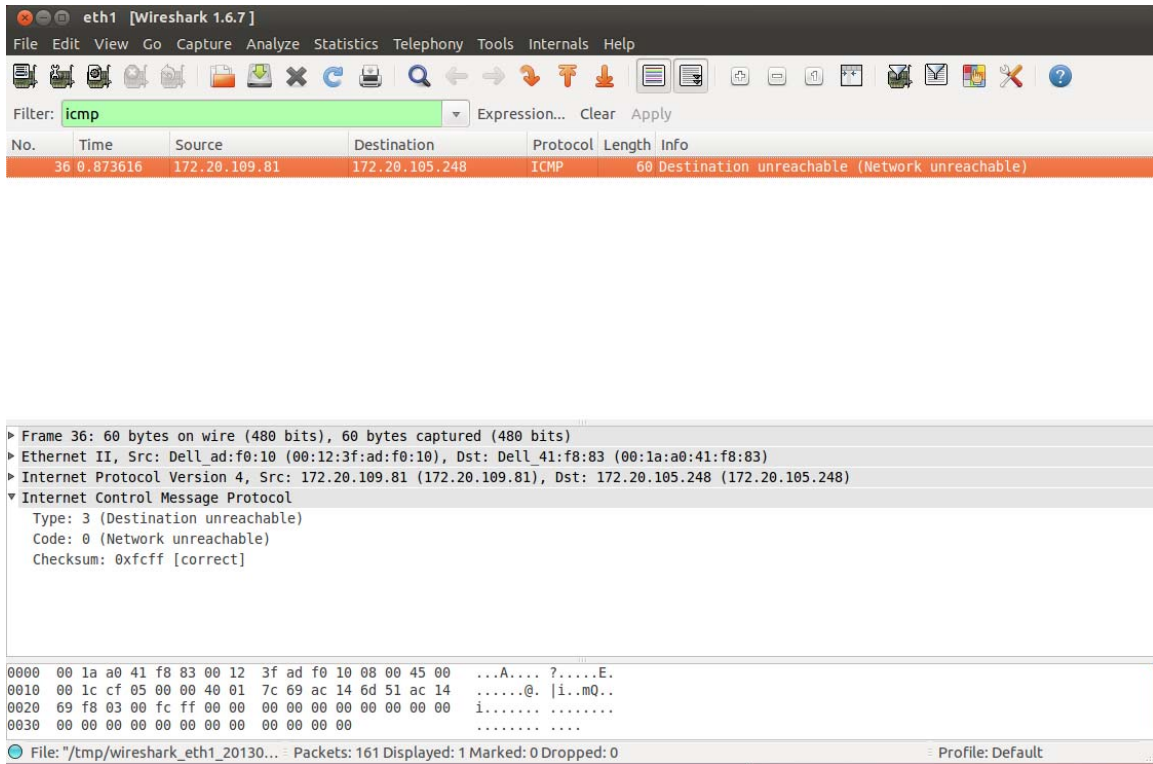 eth1 [Wireshark 1.6.7 ]
File Edit View Go Capture Analyze Statistics Telephony Tools Internals Help
Filter: icmp Expression... Clear Apply
No. Time Source Destination Protocol Length Info
36 0.873616 172.20.109.81 172.20.105.248 ICMP 60 Destination unreachable (Network unreachable)
Frame 36: 60 bytes on wire (480 bits), 60 bytes captured (480 bits)
Ethernet II, Src: Dell_ad:f0:10 (00:12:3f:ad:f0:10), Dst: Dell_41:f8:83 (00:1a:a0:41:f8:83)
Internet Protocol Version 4, Src: 172.20.109.81 (172.20.109.81), Dst: 172.20.105.248 (172.20.105.248)
Internet Control Message Protocol
Type: 3 (Destination unreachable)
Code: 0 (Network unreachable)
Checksum: 0xfcff [correct]
0000 00 1a a0 41 f8 83 00 12 3f ad f0 10 08 00 45 00 ...A.... ?.....E.
0010 00 1c cf 05 00 00 40 01 7c 69 ac 14 6d 51 ac 14 ......@. |i..mQ..
0020 69 f8 03 00 fc ff 00 00 00 00 00 00 00 00 00 00 i....... ........
0030 00 00 00 00 00 00 00 00 00 00 00 00 ........ ....
File: "/tmp/wireshark_eth1_20130... Packets: 161 Displayed: 1 Marked: 0 Dropped: 0 Profile: Default